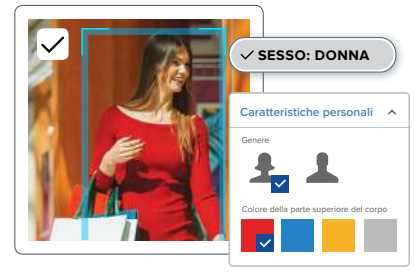 SESSO: DONNA
Caratteristiche personali
Genere
Colore della parte superiore del corpo